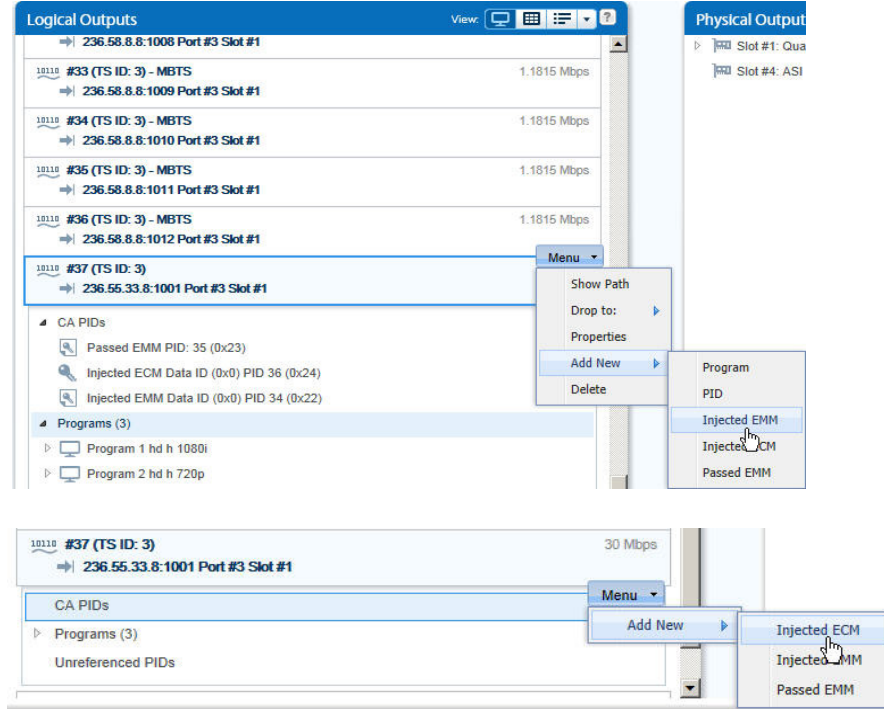 Logical Outputs View: ? Physical Output
236.58.8.8:1008 Port #3 Slot #1
Slot #1: Qua
#33 (TS ID: 3) - MBTS 1.1815 Mbps
Slot #4: ASI
236.58.8.8:1009 Port #3 Slot #1
#34 (TS ID: 3) - MBTS 1.1815 Mbps
236.58.8.8:1010 Port #3 Slot #1
#35 (TS ID: 3) - MBTS 1.1815 Mbps
236.58.8.8:1011 Port #3 Slot #1
#36 (TS ID: 3) - MBTS 1.1815 Mbps
236.58.8.8:1012 Port #3 Slot #1
Menu
#37 (TS ID: 3)
236.55.33.8:1001 Port #3 Slot #1
Show Path
Drop to:
Properties
Add New
Delete
CA PIDs
Passed EMM PID: 35 (0x23)
Injected ECM Data ID (0x0) PID 36 (0x24)
Injected EMM Data ID (0x0) PID 34 (0x22)
Programs (3)
Program 1 hd h 1080i
Program 2 hd h 720p
Program
PID
Injected EMM
Injected ECM
Passed EMM
#37 (TS ID: 3) 30 Mbps
236.55.33.8:1001 Port #3 Slot #1
Menu
CA PIDs
Add New
Programs (3)
Unreferenced PIDs
Injected ECM
Injected EMM
Passed EMM